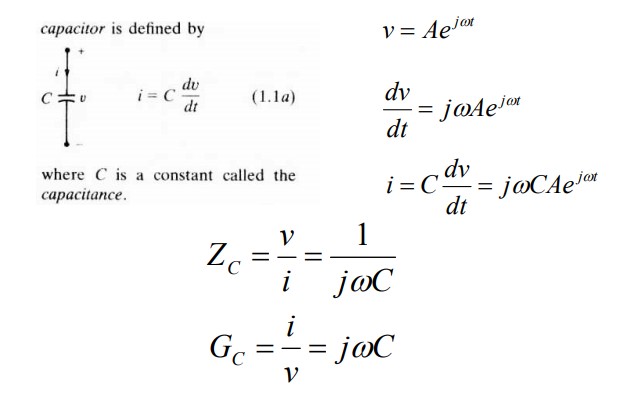 capacitor is defined by
+
i
C
v
i = C dv/dt (1.1a)
-
where C is a constant called the
capacitance.
v = Ae^{jωt}
dv/dt = jωAe^{jωt}
i = C dv/dt = jωCAe^{jωt}
Z_C = v/i = 1/jωC
G_C = i/v = jωC